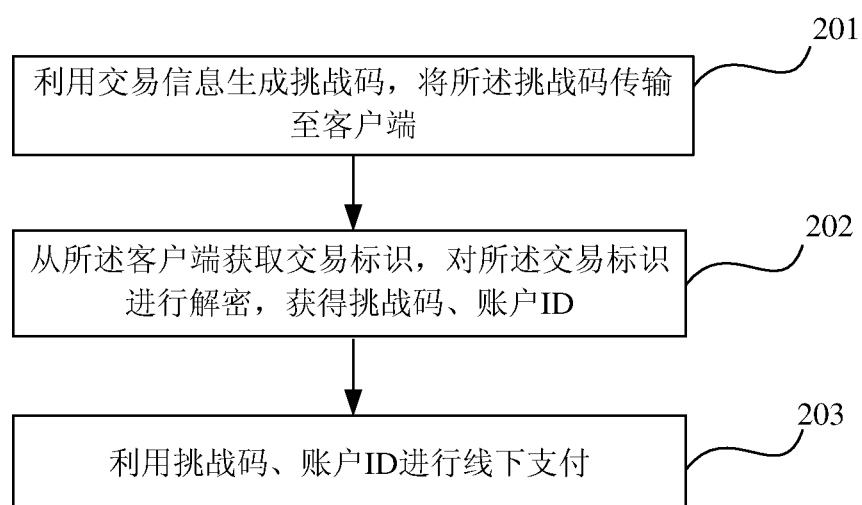 201
利用交易信息生成挑战码，将所述挑战码传输
至客户端
202
从所述客户端获取交易标识，对所述交易标识
进行解密，获得挑战码、账户ID
203
利用挑战码、账户ID进行线下支付